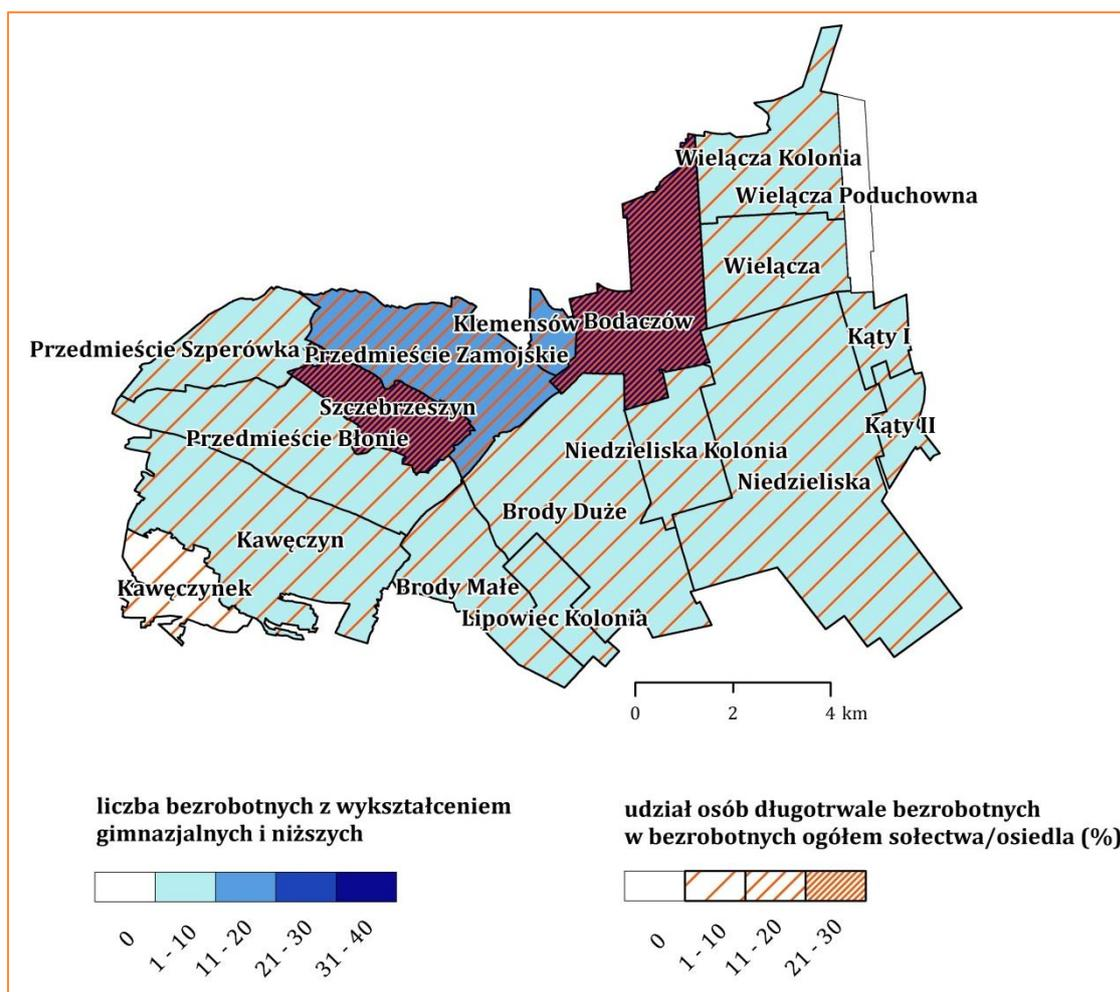 Wielącza Kolonia
Wielącza Poduchowna
Wielącza
Klemensów
Bodaczów
Kąty I
Przedmieście Szperówka
Przedmieście Zamojskie
Szczebrzeszyn
Kąty II
Przedmieście Błonie
Niedzieliska Kolonia
Niedzieliska
Brody Duże
Kawęczyn
Kawęczynek
Brody Małe
Lipowiec Kolonia
0 2 4 km
liczba bezrobotnych z wykształceniem
gimnazjalnych i niższych
0
1 - 10
11 - 20
21 - 30
31 - 40
udział osób długotrwale bezrobotnych
w bezrobotnych ogółem sołectwa/osiedla (%)
0
1 - 10
11 - 20
21 - 30